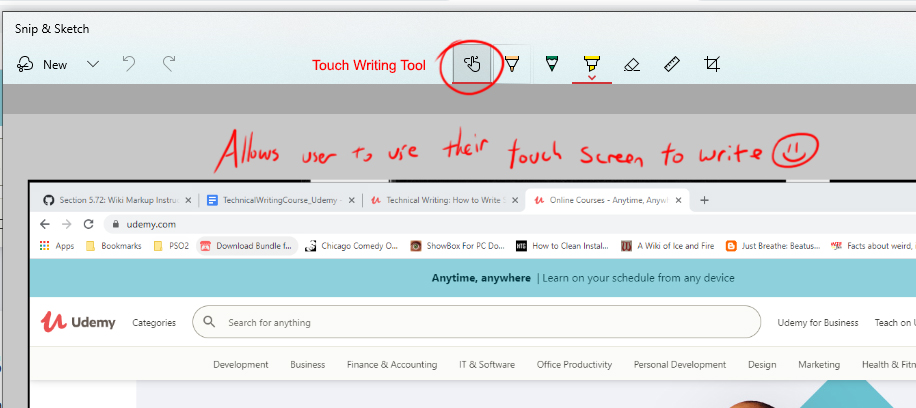 Snip & Sketch
New
Touch Writing Tool
Allows user to use their touch screen to write
Section 5.72: Wiki Markup Instru
TechnicalWritingCourse_Udemy -
Technical Writing: How to Write
Online Courses - Anytime, Anyw
udemy.com
Apps
Bookmarks
PSO2
Download Bundle f...
Chicago Comedy O...
ShowBox For PC Do...
How to Clean Instal...
A Wiki of Ice and Fire
Just Breathe: Beatus...
Facts about weird,
Anytime, anywhere | Learn on your schedule from any device
Udemy
Categories
Search for anything
Udemy for Business
Teach on
Development
Business
Finance & Accounting
IT & Software
Office Productivity
Personal Development
Design
Marketing
Health & Fitn